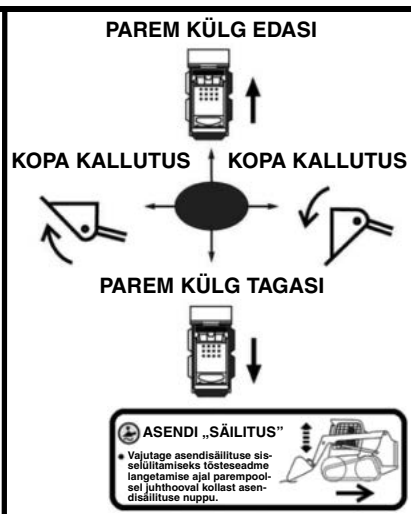 PAREM KÜLG EDASI
KOPA KALLUTUS KOPA KALLUTUS
PAREM KÜLG TAGASI
ASENDI „SÄILITUS”
• Vajutage asendisäilituse sis-
selülitamiseks tõsteseadme
langetamise ajal parempool-
sel juhthooval kollast asen-
disäilituse nuppu.